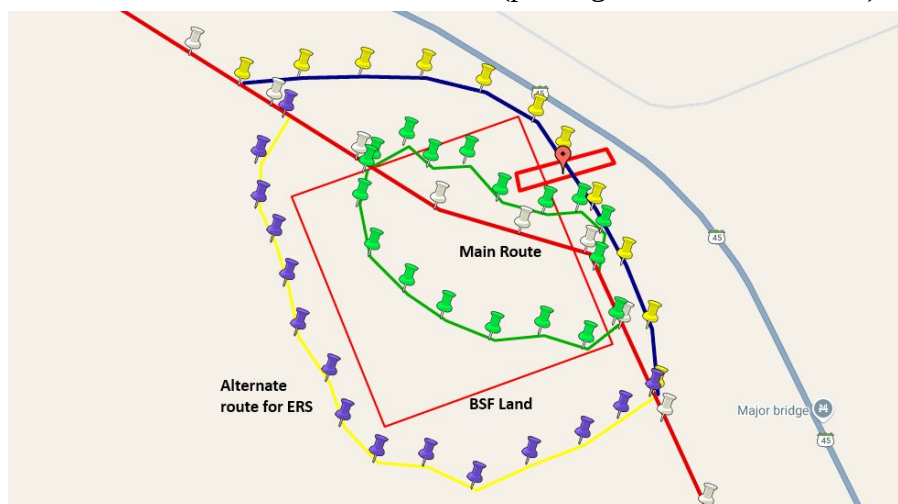 45
45
Main Route
Alternate
route for ERS
BSF Land
Major bridge
45